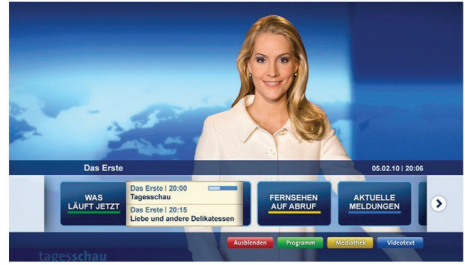 Das Erste 05.02.10 | 20:06
WAS
LÄUFT JETZT
Das Erste | 20:00
Tagesschau
Das Erste | 20:15
Liebe und andere Delikatessen
FERNSEHEN
AUF ABRUF
AKTUELLE
MELDUNGEN
Ausblenden Programm Mediathek Videotext
tagesschau